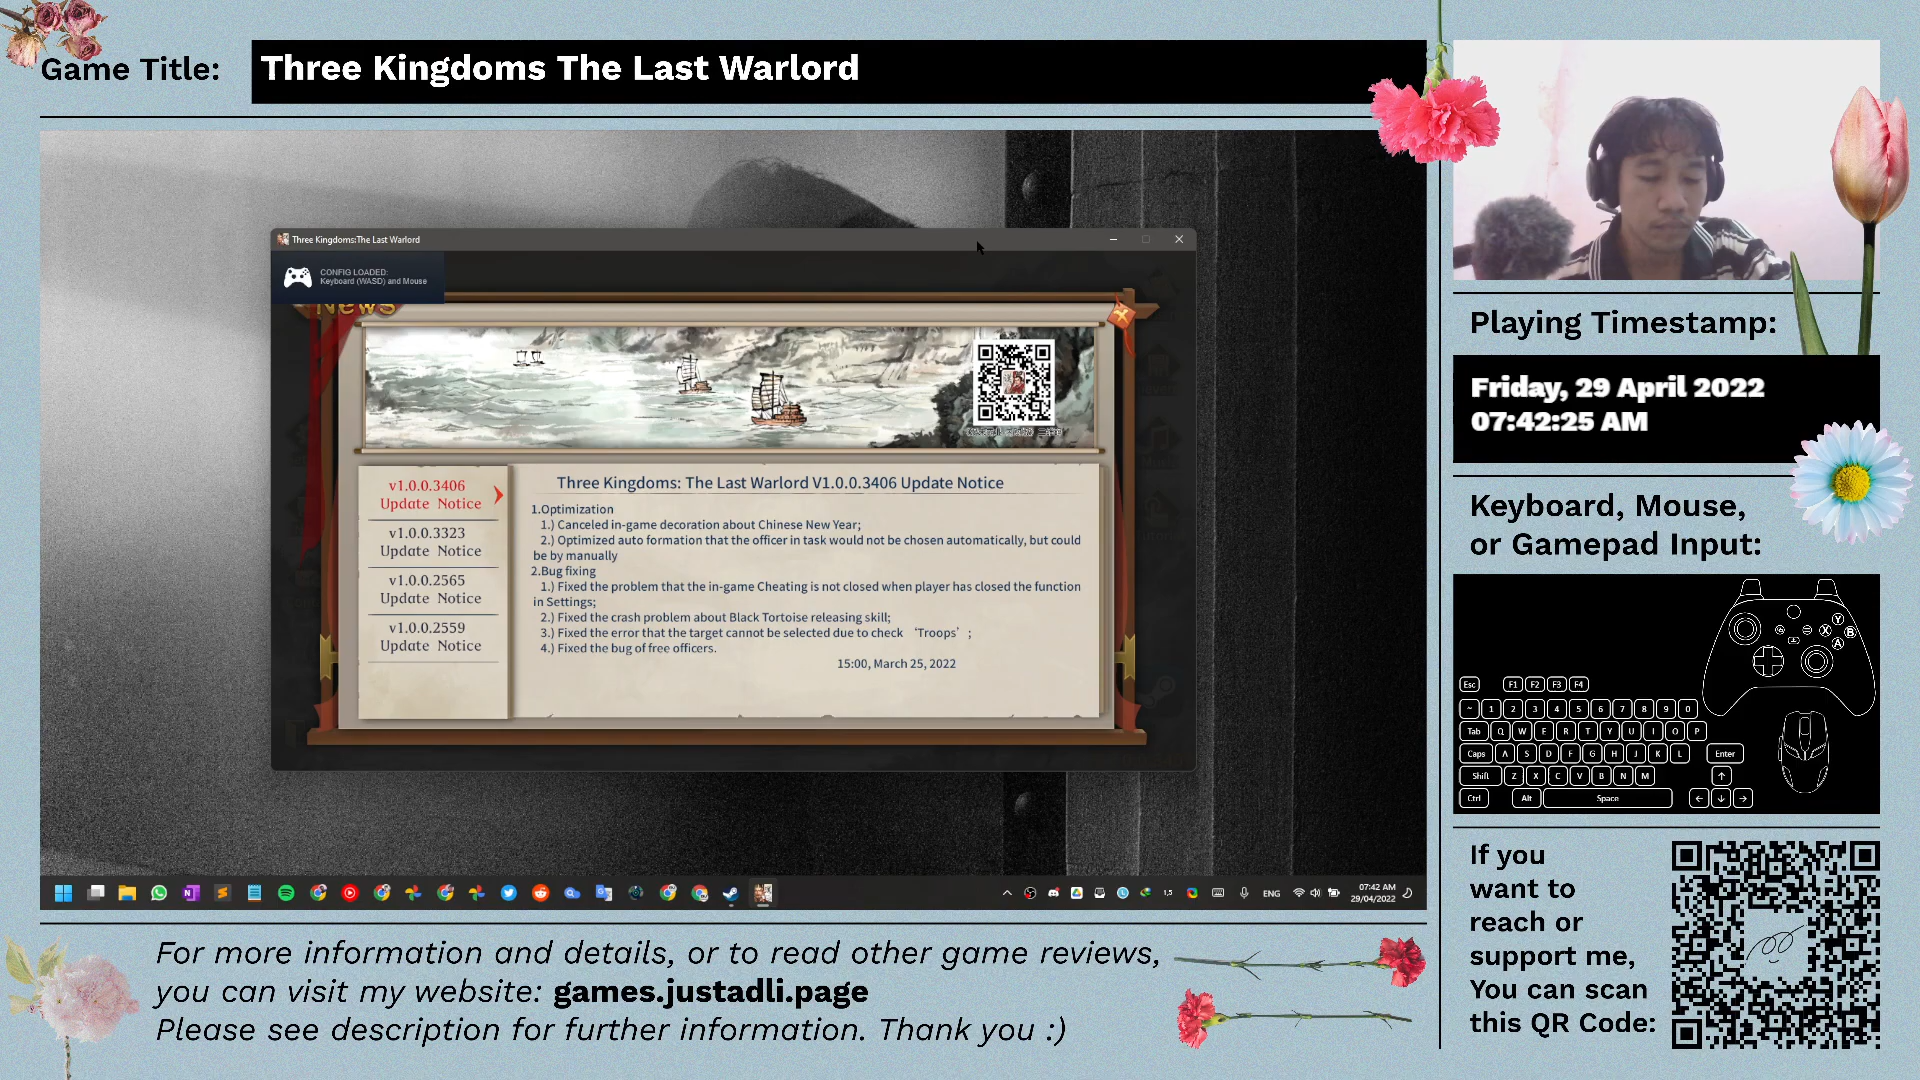 Game Title:
Three Kingdoms The Last Warlord
Three Kingdoms:The Last Warlord
CONFIG LOADED:
Keyboard (WASD) and Mouse
News
v1.0.0.3406
Update Notice
v1.0.0.3323
Update Notice
v1.0.0.2565
Update Notice
v1.0.0.2559
Update Notice
Three Kingdoms: The Last Warlord V1.0.0.3406 Update Notice
1.Optimization
1.) Canceled in-game decoration about Chinese New Year;
2.) Optimized auto formation that the officer in task would not be chosen automatically, but could
be by manually
2.Bug fixing
1.) Fixed the problem that the in-game Cheating is not closed when player has closed the function
in Settings;
2.) Fixed the crash problem about Black Tortoise releasing skill;
3.) Fixed the error that the target cannot be selected due to check ‘Troops’ ;
4.) Fixed the bug of free officers.
15:00, March 25, 2022
1,5
ENG
07:42 AM
29/04/2022
Playing Timestamp:
Friday, 29 April 2022
07:42:25 AM
Keyboard, Mouse,
or Gamepad Input:
Y
X B
A
Esc F1 F2 F3 F4
~ 1 2 3 4 5 6 7 8 9 0
Tab Q W E R T Y U I O P
Caps A S D F G H J K L Enter
Shift Z X C V B N M ↑
Ctrl Alt Space ← ↓ →
If you
want to
reach or
support me,
You can scan
this QR Code:
For more information and details, or to read other game reviews,
you can visit my website: games.justadli.page
Please see description for further information. Thank you :)